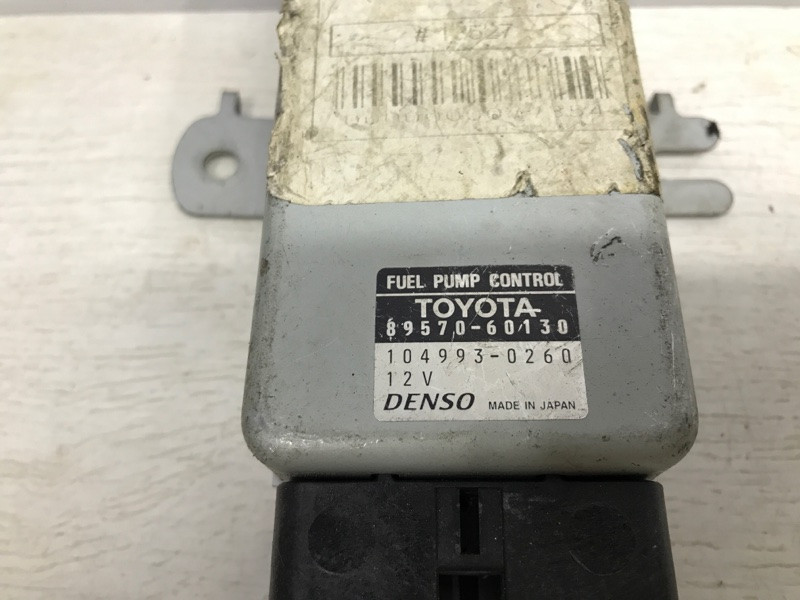 FUEL PUMP CONTROL
TOYOTA
89570-60130
104993-0260
12V
DENSO MADE IN JAPAN